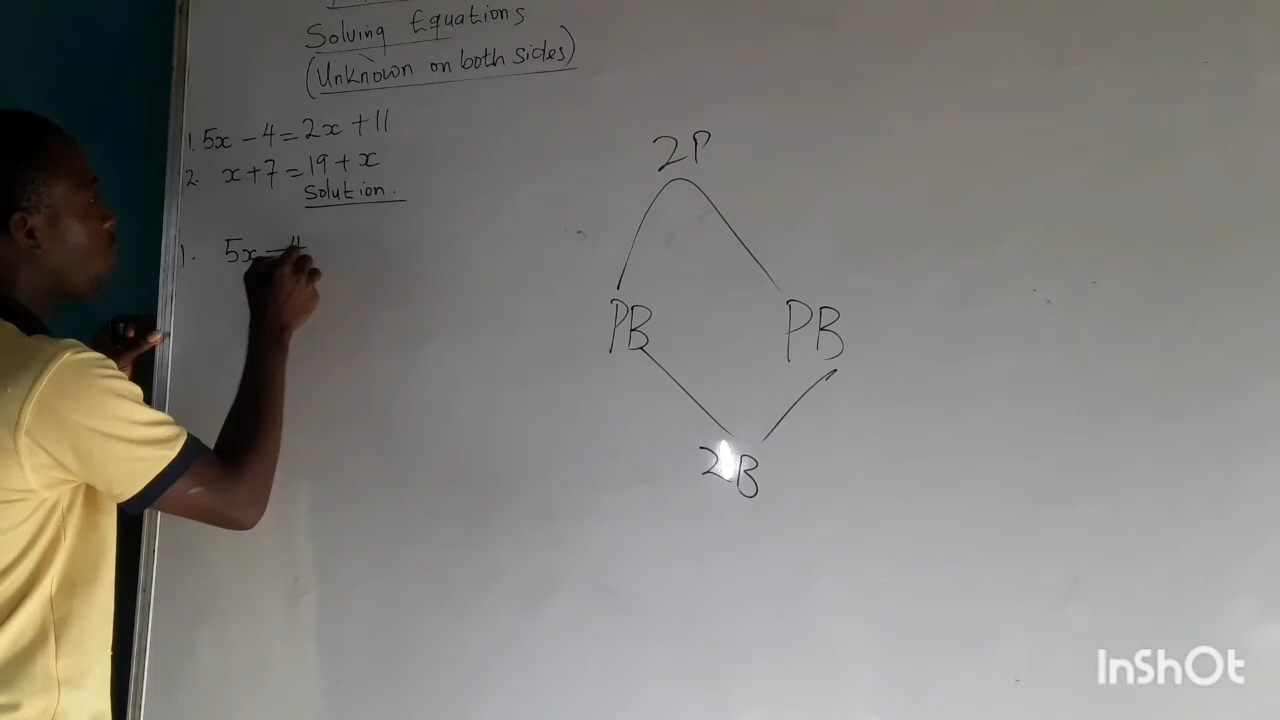 Solving Equations
(Unknown on both sides)
1. 5x - 4 = 2x + 11
2. x + 7 = 19 + x
Solution.
1. 5x - 4
2P
PB PB
2B
InShOt